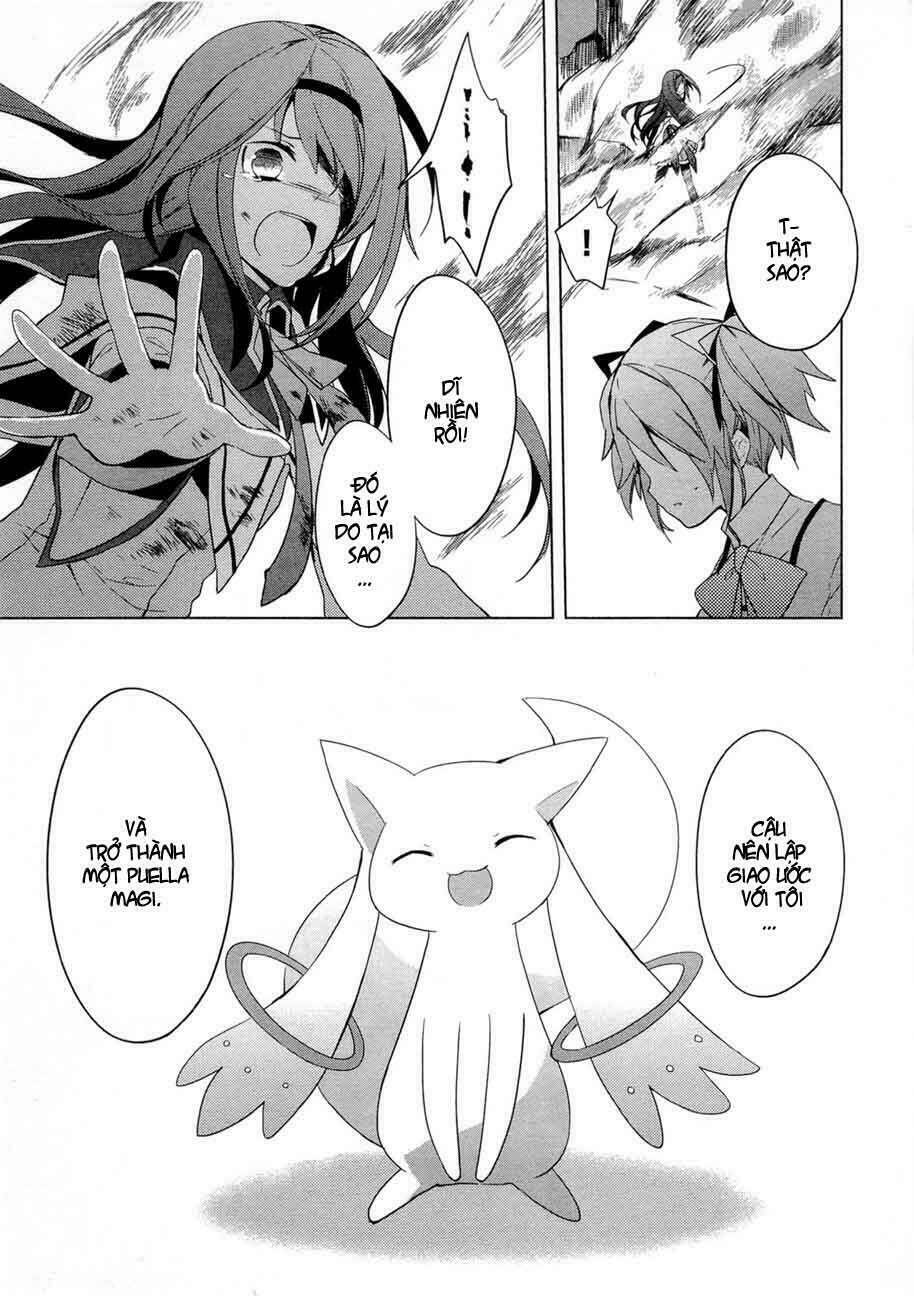 T-
THẬT
SAO?
!
DĨ
NHIÊN
RỒI!
ĐÓ
LÀ LÝ
DO TẠI
SAO
...
CẬU
NÊN LẬP
GIAO ƯỚC
VỚI TÔI
...
VÀ
TRỞ THÀNH
MỘT PUELLA
MAGI.